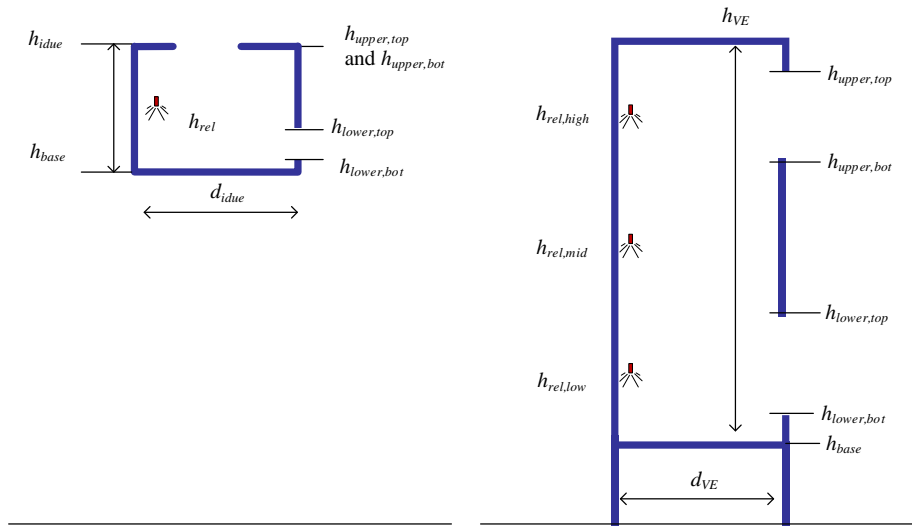 h_idue
h_upper,top
and h_upper,bot
h_rel
h_lower,top
h_base
h_lower,bot
d_idue
h_VE
h_upper,top
h_rel,high
h_upper,bot
h_rel,mid
h_lower,top
h_rel,low
h_lower,bot
h_base
d_VE